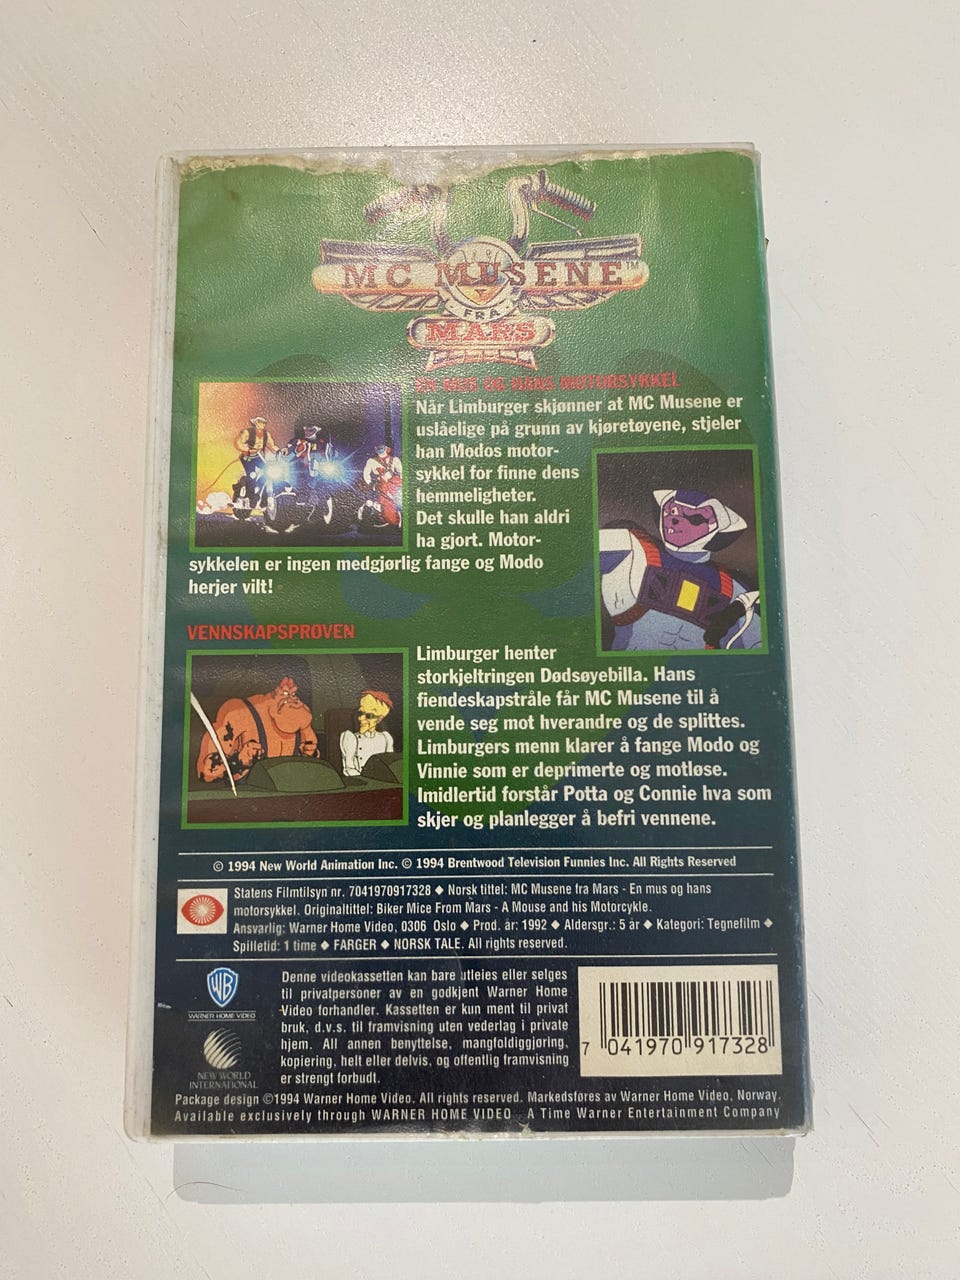 MC MUSENE™
FRA
MARS
EN MUS OG HANS MOTORSYKKEL
Når Limburger skjønner at MC Musene er
uslåelige på grunn av kjøretøyene, stjeler
han Modos motor-
sykkel for finne dens
hemmeligheter.
Det skulle han aldri
ha gjort. Motor-
sykkelen er ingen medgjørlig fange og Modo
herjer vilt!
VENNSKAPSPRØVEN
Limburger henter
storkjeltringen Dødsøyebilla. Hans
fiendeskapstråle får MC Musene til å
vende seg mot hverandre og de splittes.
Limburgers menn klarer å fange Modo og
Vinnie som er deprimerte og motløse.
Imidlertid forstår Potta og Connie hva som
skjer og planlegger å befri vennene.
© 1994 New World Animation Inc. © 1994 Brentwood Television Funnies Inc. All Rights Reserved
Statens Filmtilsyn nr. 7041970917328 ◆ Norsk tittel: MC Musene fra Mars - En mus og hans
motorsykkel. Originaltittel: Biker Mice From Mars - A Mouse and his Motorcykle.
Ansvarlig: Warner Home Video, 0306 Oslo ◆ Prod. år: 1992 ◆ Aldersgr.: 5 år ◆ Kategori: Tegnefilm ◆
Spilletid: 1 time ◆ FARGER ◆ NORSK TALE. All rights reserved.
WB
WARNER HOME VIDEO
NEW WORLD
INTERNATIONAL
Denne videokassetten kan bare utleies eller selges
til privatpersoner av en godkjent Warner Home
Video forhandler. Kassetten er kun ment til privat
bruk, d.v.s. til framvisning uten vederlag i private
hjem. All annen benyttelse, mangfoldiggjøring,
kopiering, helt eller delvis, og offentlig framvisning
er strengt forbudt.
7 041970 917328
Package design ©1994 Warner Home Video. All rights reserved. Markedsføres av Warner Home Video, Norway.
Available exclusively through WARNER HOME VIDEO A Time Warner Entertainment Company